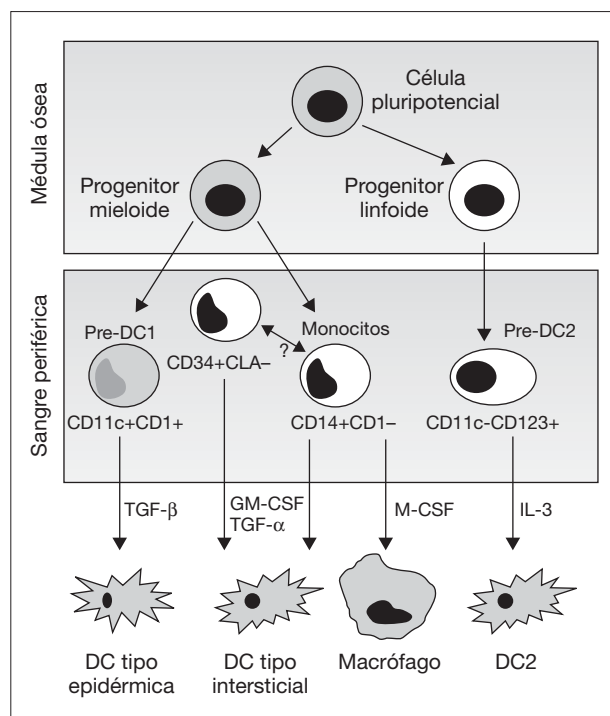 Médula ósea
Célula
pluripotencial
Progenitor
mieloide
Progenitor
linfoide
Sangre periférica
Pre-DC1
CD11c+CD1+
CD34+CLA–
?
Monocitos
CD14+CD1–
Pre-DC2
CD11c-CD123+
TGF-β
GM-CSF
TGF-α
M-CSF
IL-3
DC tipo
epidérmica
DC tipo
intersticial
Macrófago
DC2